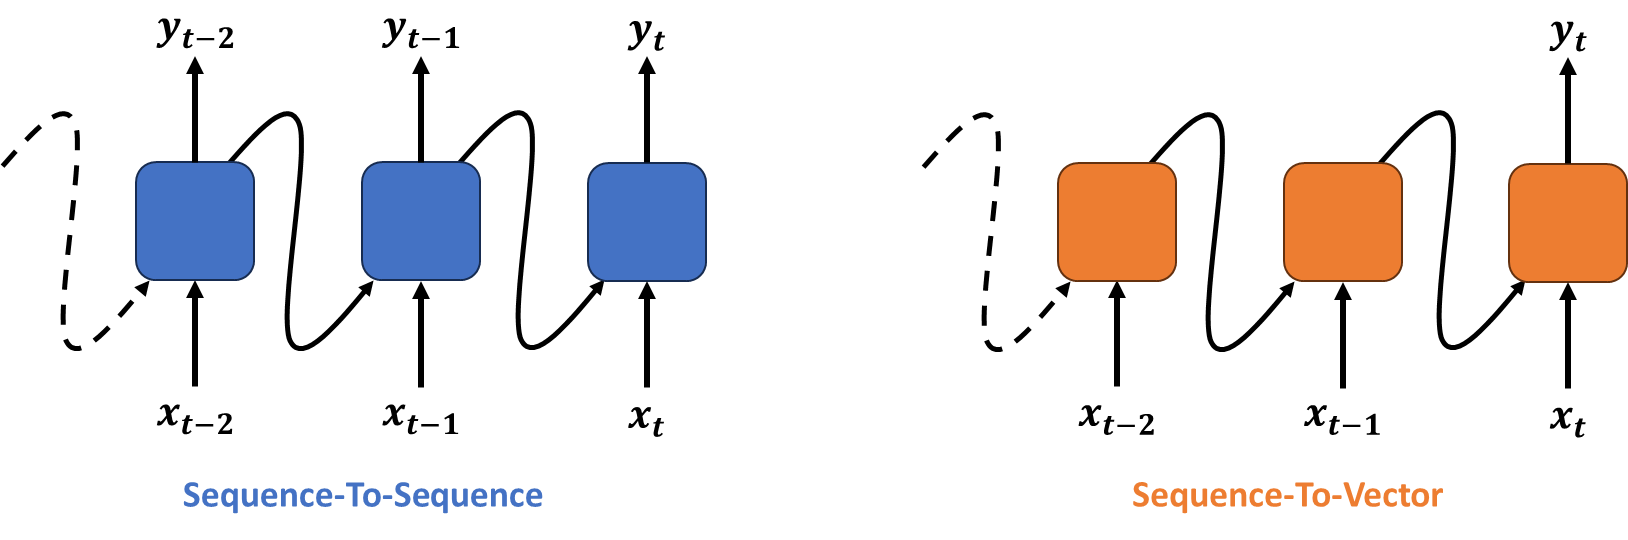 y_{t-2} y_{t-1} y_t y_t
x_{t-2} x_{t-1} x_t x_{t-2} x_{t-1} x_t
Sequence-To-Sequence Sequence-To-Vector